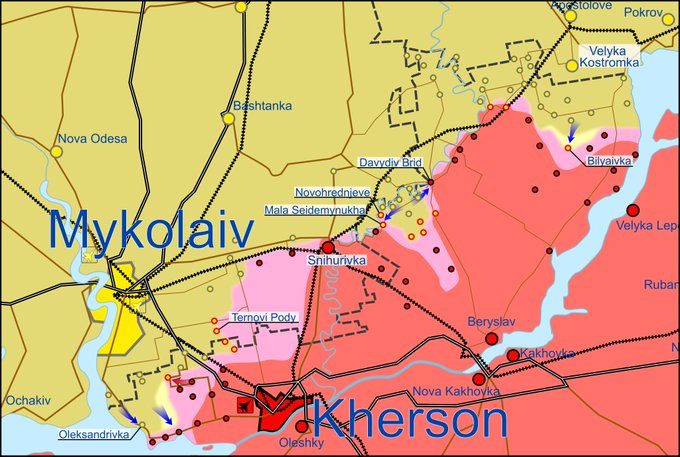 Apostolove
Pokrov
Velyka
Kostromka
Bashtanka
Nova Odesa
Davydiv Brid
Bilyaivka
Novohrednjeve
Mala Seidemynukha
Velyka Lepe
Mykolaiv
Snihurivka
Ruban
Ternovi Pody
Beryslav
Kakhovka
Nova Kakhovka
Ochakiv
Kherson
Oleksandrivka
Oleshky